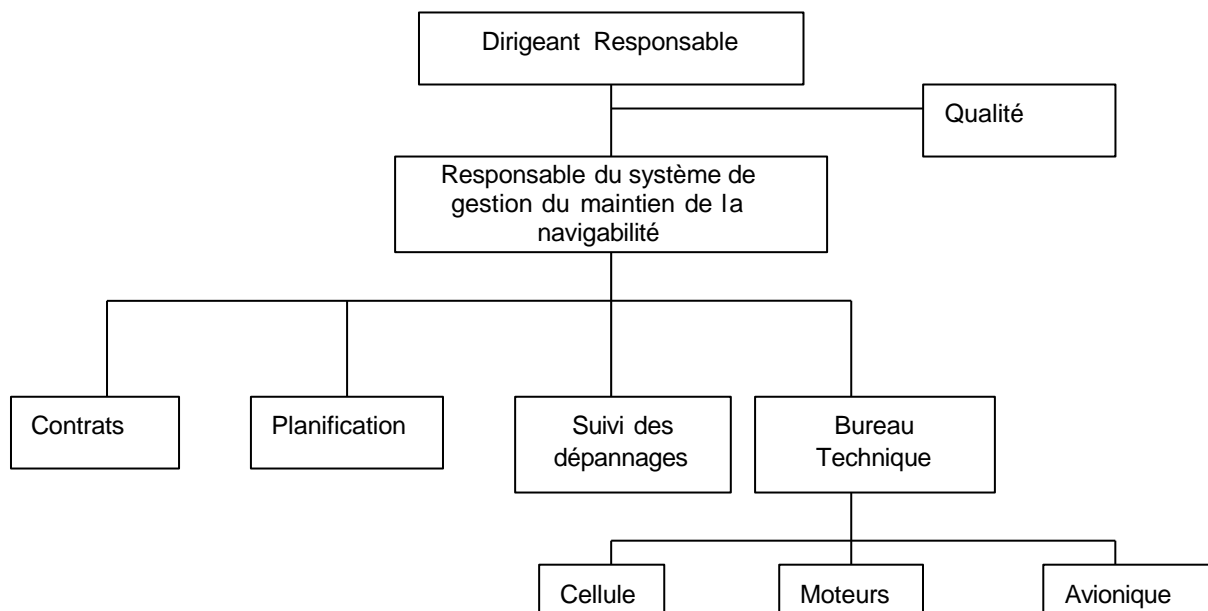 Dirigeant Responsable
Qualité
Responsable du système de
gestion du maintien de la
navigabilité
Contrats
Planification
Suivi des
dépannages
Bureau
Technique
Cellule
Moteurs
Avionique